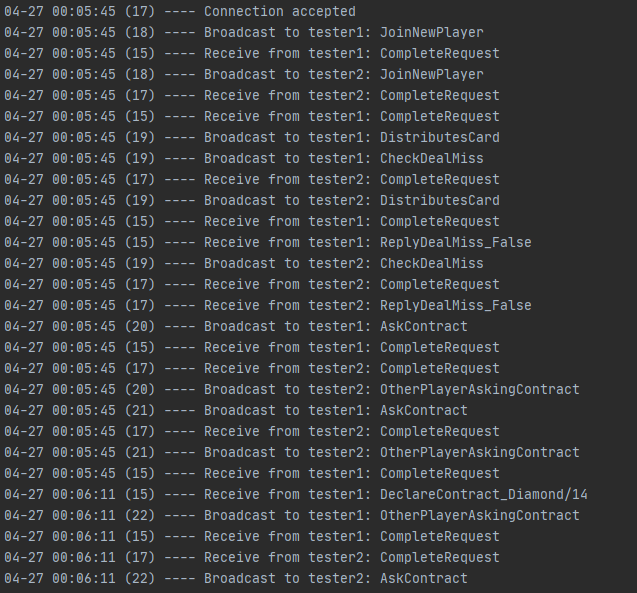 04-27 00:05:45 (17) ---- Connection accepted
04-27 00:05:45 (18) ---- Broadcast to tester1: JoinNewPlayer
04-27 00:05:45 (15) ---- Receive from tester1: CompleteRequest
04-27 00:05:45 (18) ---- Broadcast to tester2: JoinNewPlayer
04-27 00:05:45 (17) ---- Receive from tester2: CompleteRequest
04-27 00:05:45 (15) ---- Receive from tester1: CompleteRequest
04-27 00:05:45 (19) ---- Broadcast to tester1: DistributesCard
04-27 00:05:45 (19) ---- Broadcast to tester1: CheckDealMiss
04-27 00:05:45 (17) ---- Receive from tester2: CompleteRequest
04-27 00:05:45 (19) ---- Broadcast to tester2: DistributesCard
04-27 00:05:45 (15) ---- Receive from tester1: CompleteRequest
04-27 00:05:45 (15) ---- Receive from tester1: ReplyDealMiss_False
04-27 00:05:45 (19) ---- Broadcast to tester2: CheckDealMiss
04-27 00:05:45 (17) ---- Receive from tester2: CompleteRequest
04-27 00:05:45 (17) ---- Receive from tester2: ReplyDealMiss_False
04-27 00:05:45 (20) ---- Broadcast to tester1: AskContract
04-27 00:05:45 (15) ---- Receive from tester1: CompleteRequest
04-27 00:05:45 (17) ---- Receive from tester2: CompleteRequest
04-27 00:05:45 (20) ---- Broadcast to tester2: OtherPlayerAskingContract
04-27 00:05:45 (21) ---- Broadcast to tester1: AskContract
04-27 00:05:45 (17) ---- Receive from tester2: CompleteRequest
04-27 00:05:45 (21) ---- Broadcast to tester2: OtherPlayerAskingContract
04-27 00:05:45 (15) ---- Receive from tester1: CompleteRequest
04-27 00:06:11 (15) ---- Receive from tester1: DeclareContract_Diamond/14
04-27 00:06:11 (22) ---- Broadcast to tester1: OtherPlayerAskingContract
04-27 00:06:11 (15) ---- Receive from tester1: CompleteRequest
04-27 00:06:11 (17) ---- Receive from tester2: CompleteRequest
04-27 00:06:11 (22) ---- Broadcast to tester2: AskContract